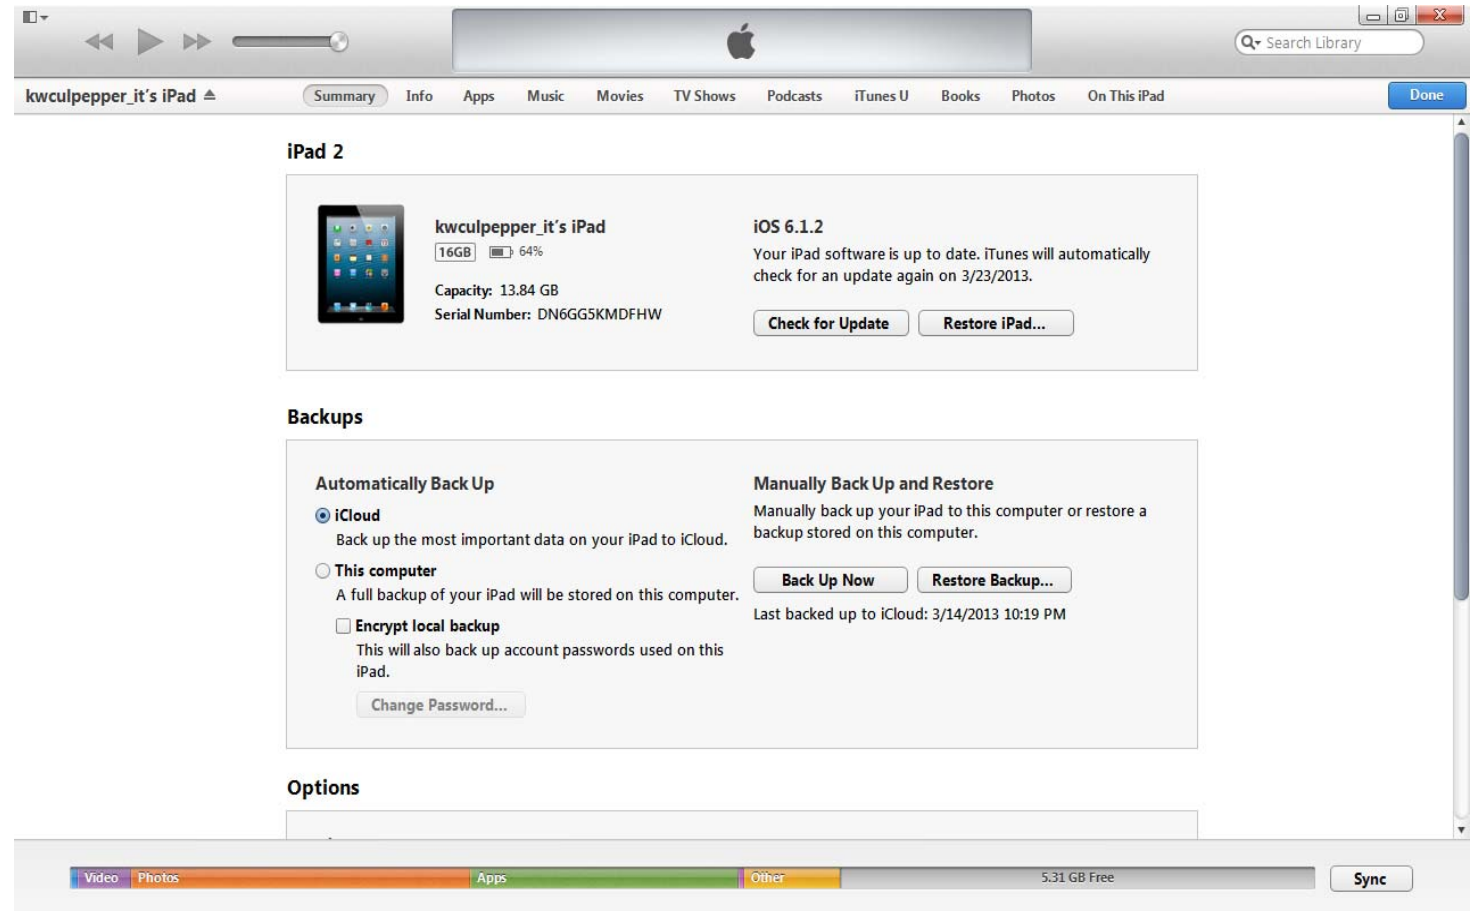 Search Library
kwculpepper_it's iPad
Summary Info Apps Music Movies TV Shows Podcasts iTunes U Books Photos On This iPad
Done
iPad 2
kwculpepper_it's iPad
16GB 64%
Capacity: 13.84 GB
Serial Number: DN6GG5KMDFHW
iOS 6.1.2
Your iPad software is up to date. iTunes will automatically
check for an update again on 3/23/2013.
Check for Update Restore iPad...
Backups
Automatically Back Up
iCloud
Back up the most important data on your iPad to iCloud.
This computer
A full backup of your iPad will be stored on this computer.
Encrypt local backup
This will also back up account passwords used on this
iPad.
Change Password...
Manually Back Up and Restore
Manually back up your iPad to this computer or restore a
backup stored on this computer.
Back Up Now Restore Backup...
Last backed up to iCloud: 3/14/2013 10:19 PM
Options
Video Photos Apps Other 5.31 GB Free
Sync